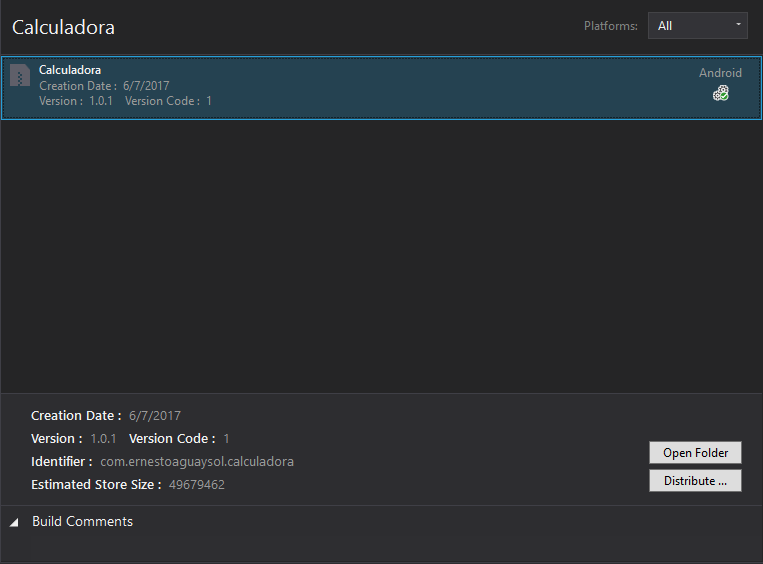 Calculadora
Platforms: All
Calculadora
Creation Date : 6/7/2017
Version : 1.0.1 Version Code : 1
Android
Creation Date : 6/7/2017
Version : 1.0.1 Version Code : 1
Identifier : com.ernestoaguaysol.calculadora
Estimated Store Size : 49679462
Open Folder
Distribute ...
Build Comments